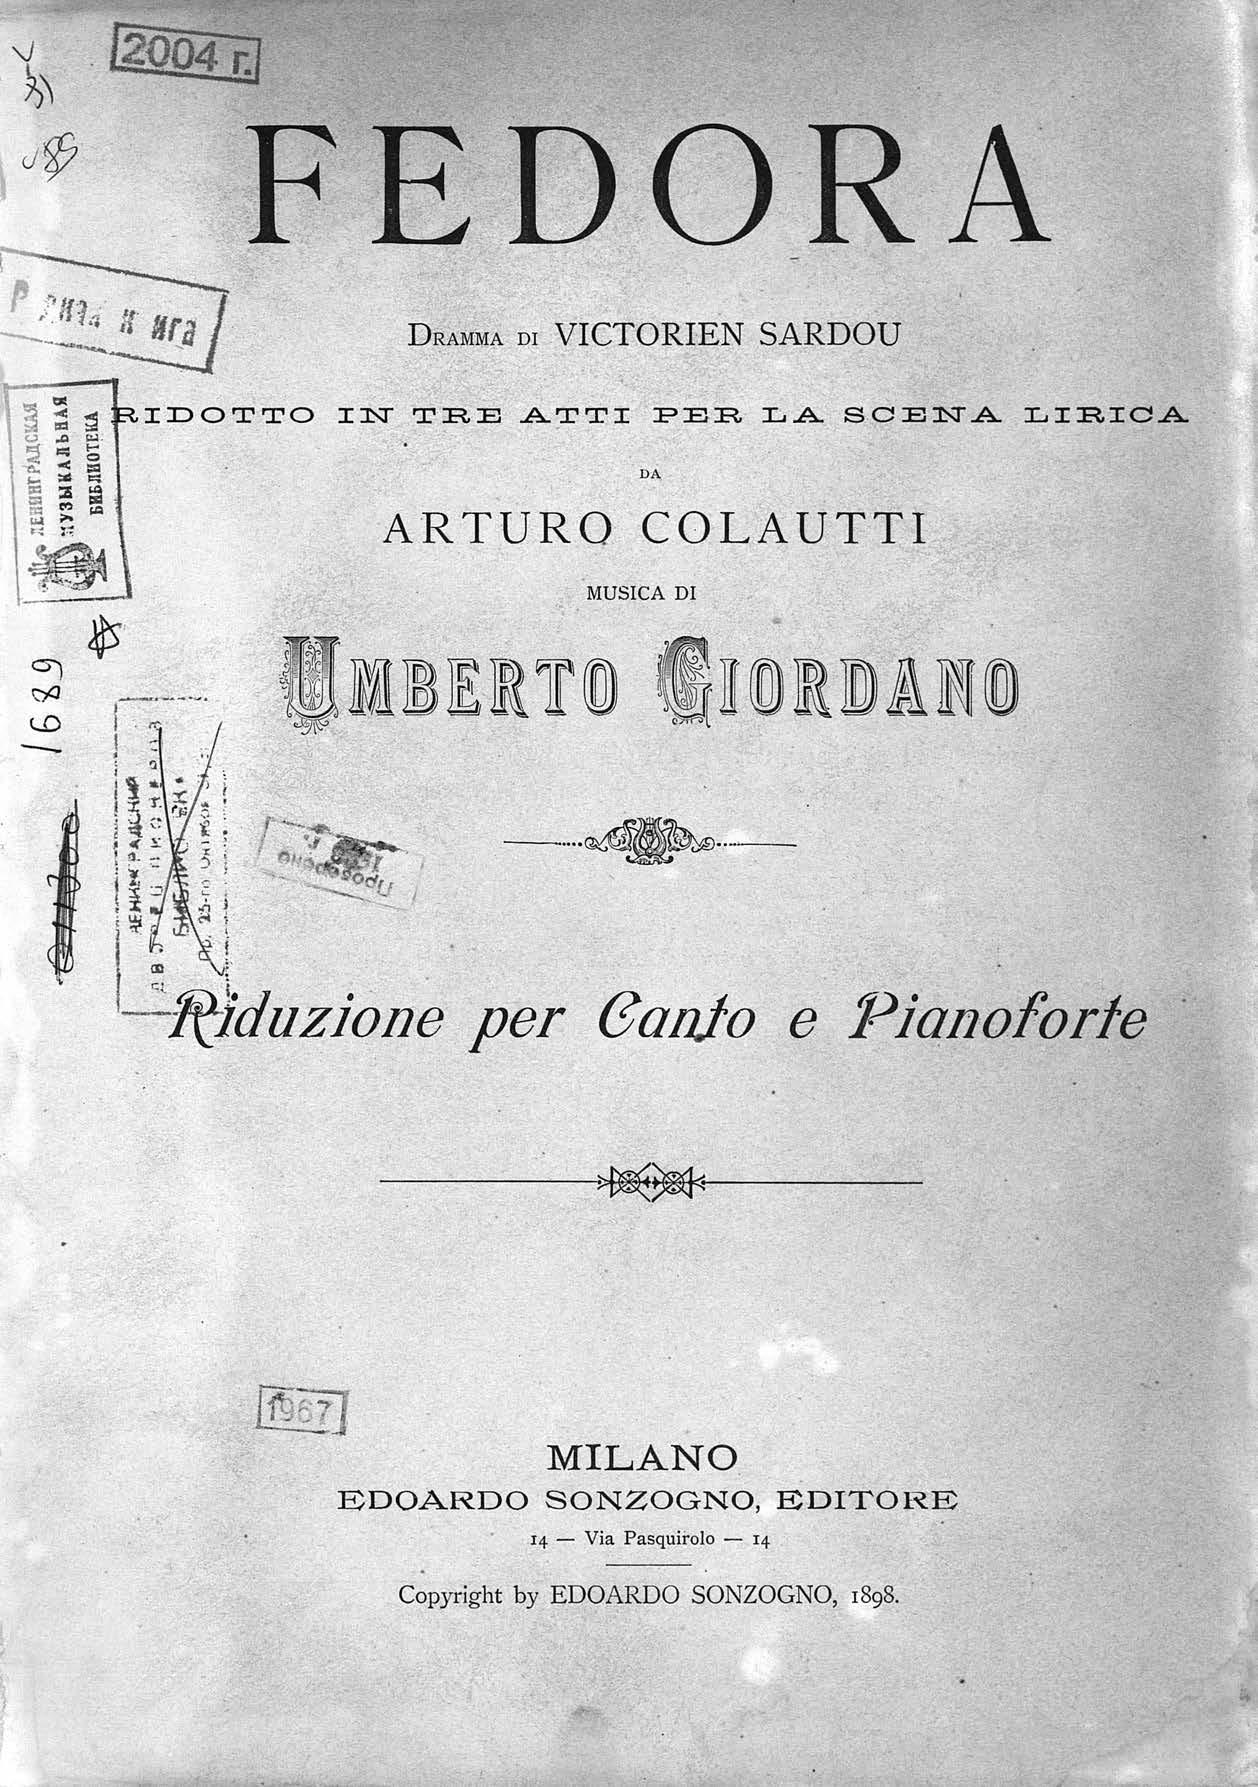 2004 г.
FEDORA
DRAMMA DI VICTORIEN SARDOU
RIDOTTO IN TRE ATTI PER LA SCENA LIRICA
DA
ARTURO COLAUTTI
MUSICA DI
UMBERTO GIORDANO
ЛЕНИНГРАДСКАЯ
МУЗЫКАЛЬНАЯ
БИБЛИОТЕКА
1689
ЛЕНИНГРАДСКИЙ
Проверено
Riduzione per Canto e Pianoforte
1967
MILANO
EDOARDO SONZOGNO, EDITORE
14 — Via Pasquirolo — 14
Copyright by EDOARDO SONZOGNO, 1898.